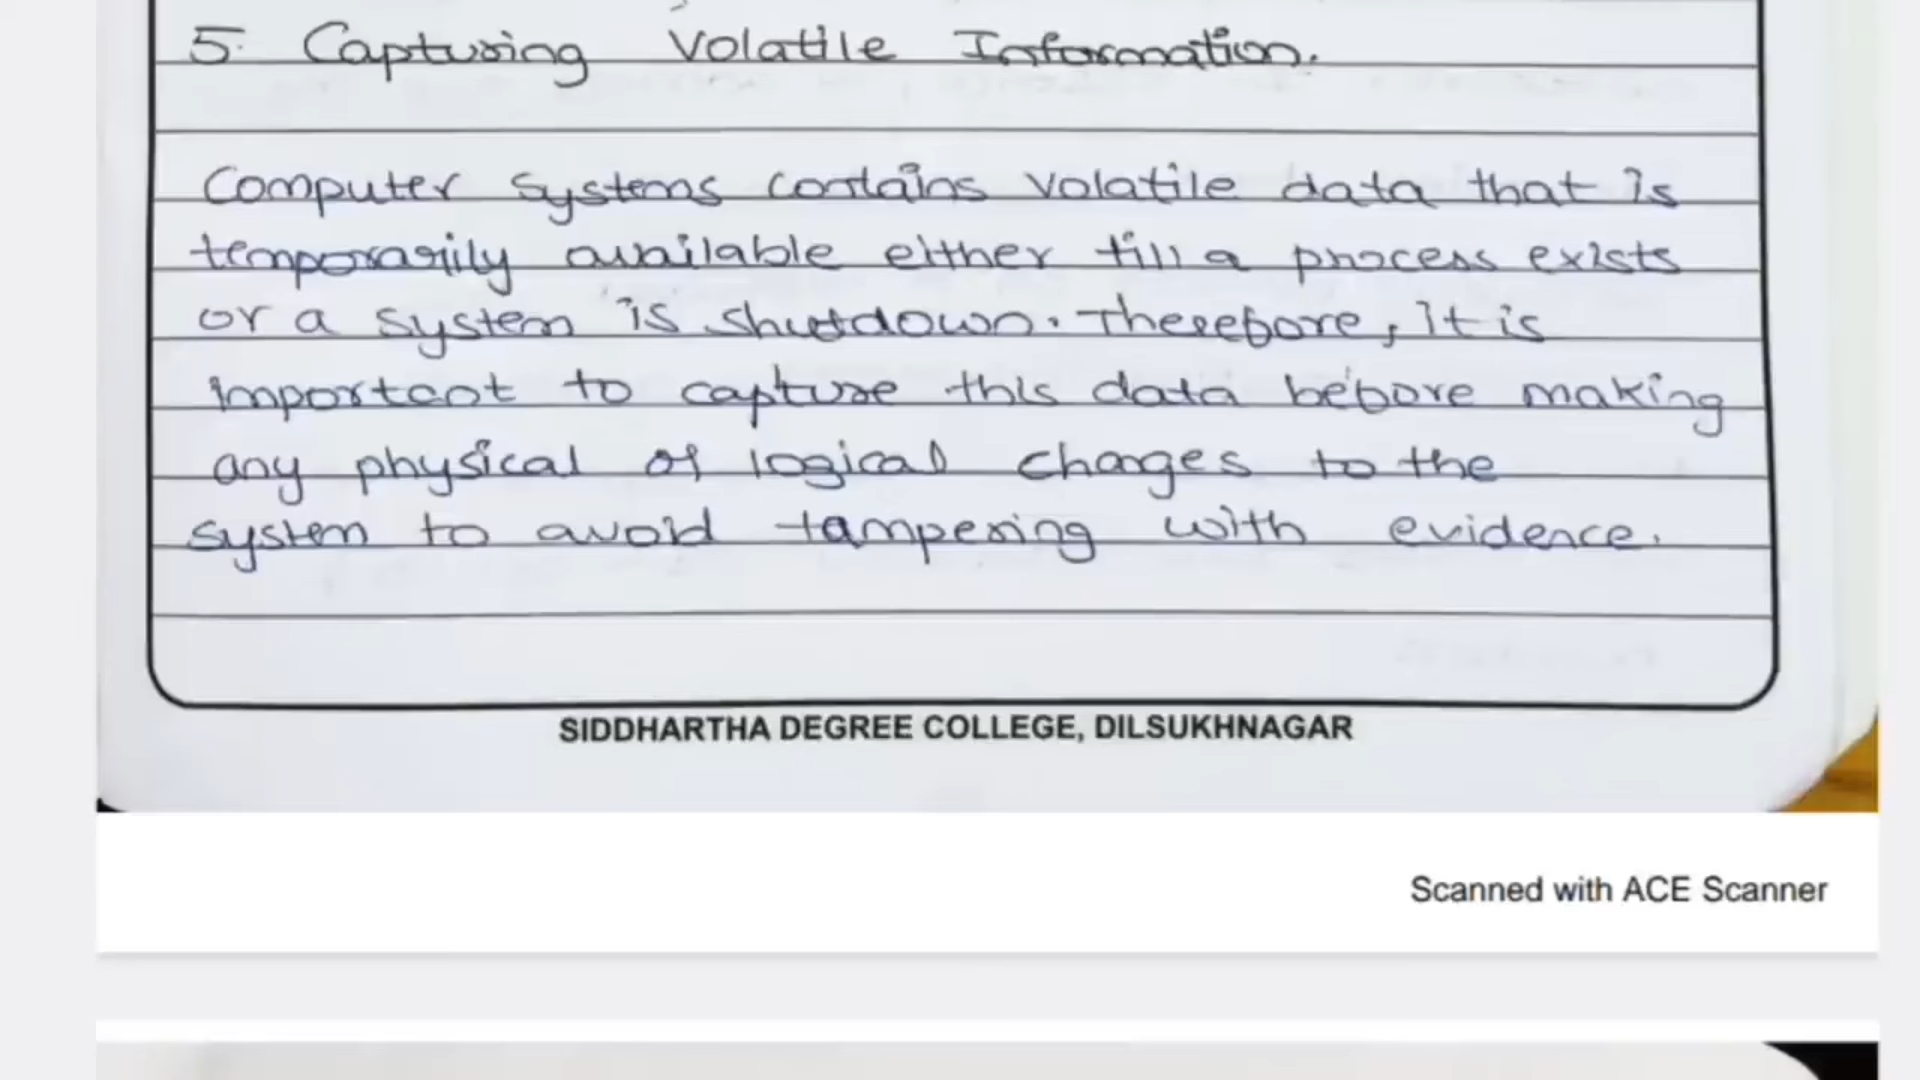 5. Capturing Volatile Information.
Computer Systems contains volatile data that is
temporarily available either till a process exists
or a system is shutdown. Therefore, it is
important to capture this data before making
any physical of logical changes to the
system to avoid tampering with evidence.
SIDDHARTHA DEGREE COLLEGE, DILSUKHNAGAR
Scanned with ACE Scanner